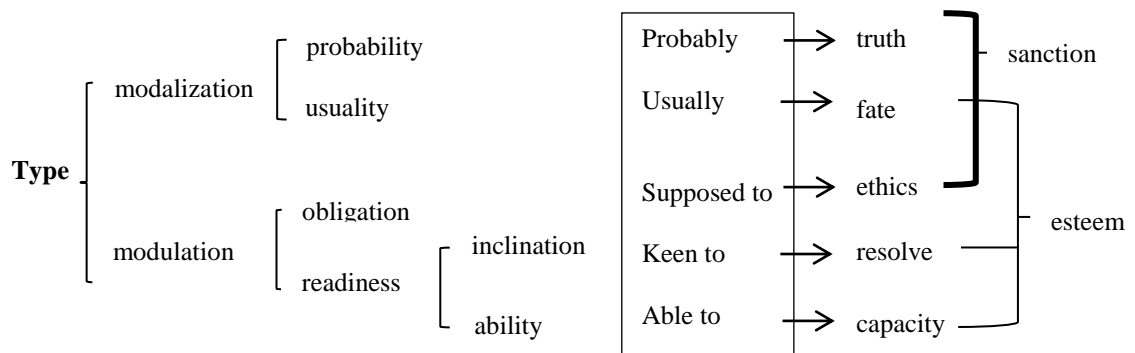 probability
Probably truth
sanction
modalization
usuality
Usually fate
Type
Supposed to ethics
obligation
esteem
inclination
modulation
Keen to resolve
readiness
Able to capacity
ability